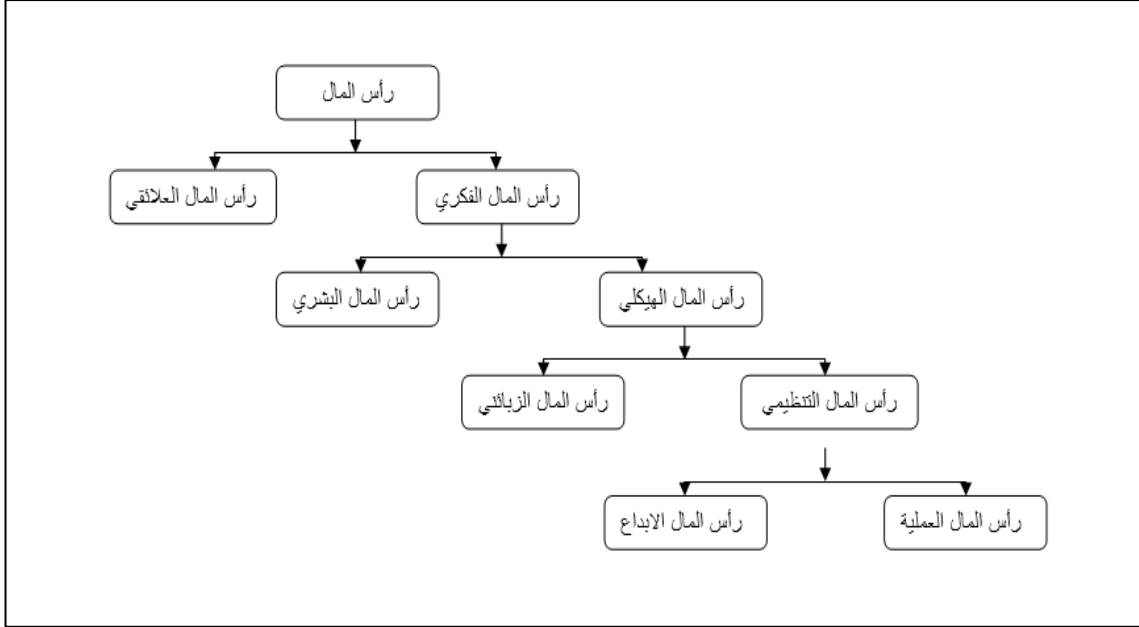 رأس المال
رأس المال الفكري
رأس المال العلائقي
رأس المال الهيكلي
رأس المال البشري
رأس المال التنظيمي
رأس المال الزبائني
رأس المال العملية
رأس المال الابداع